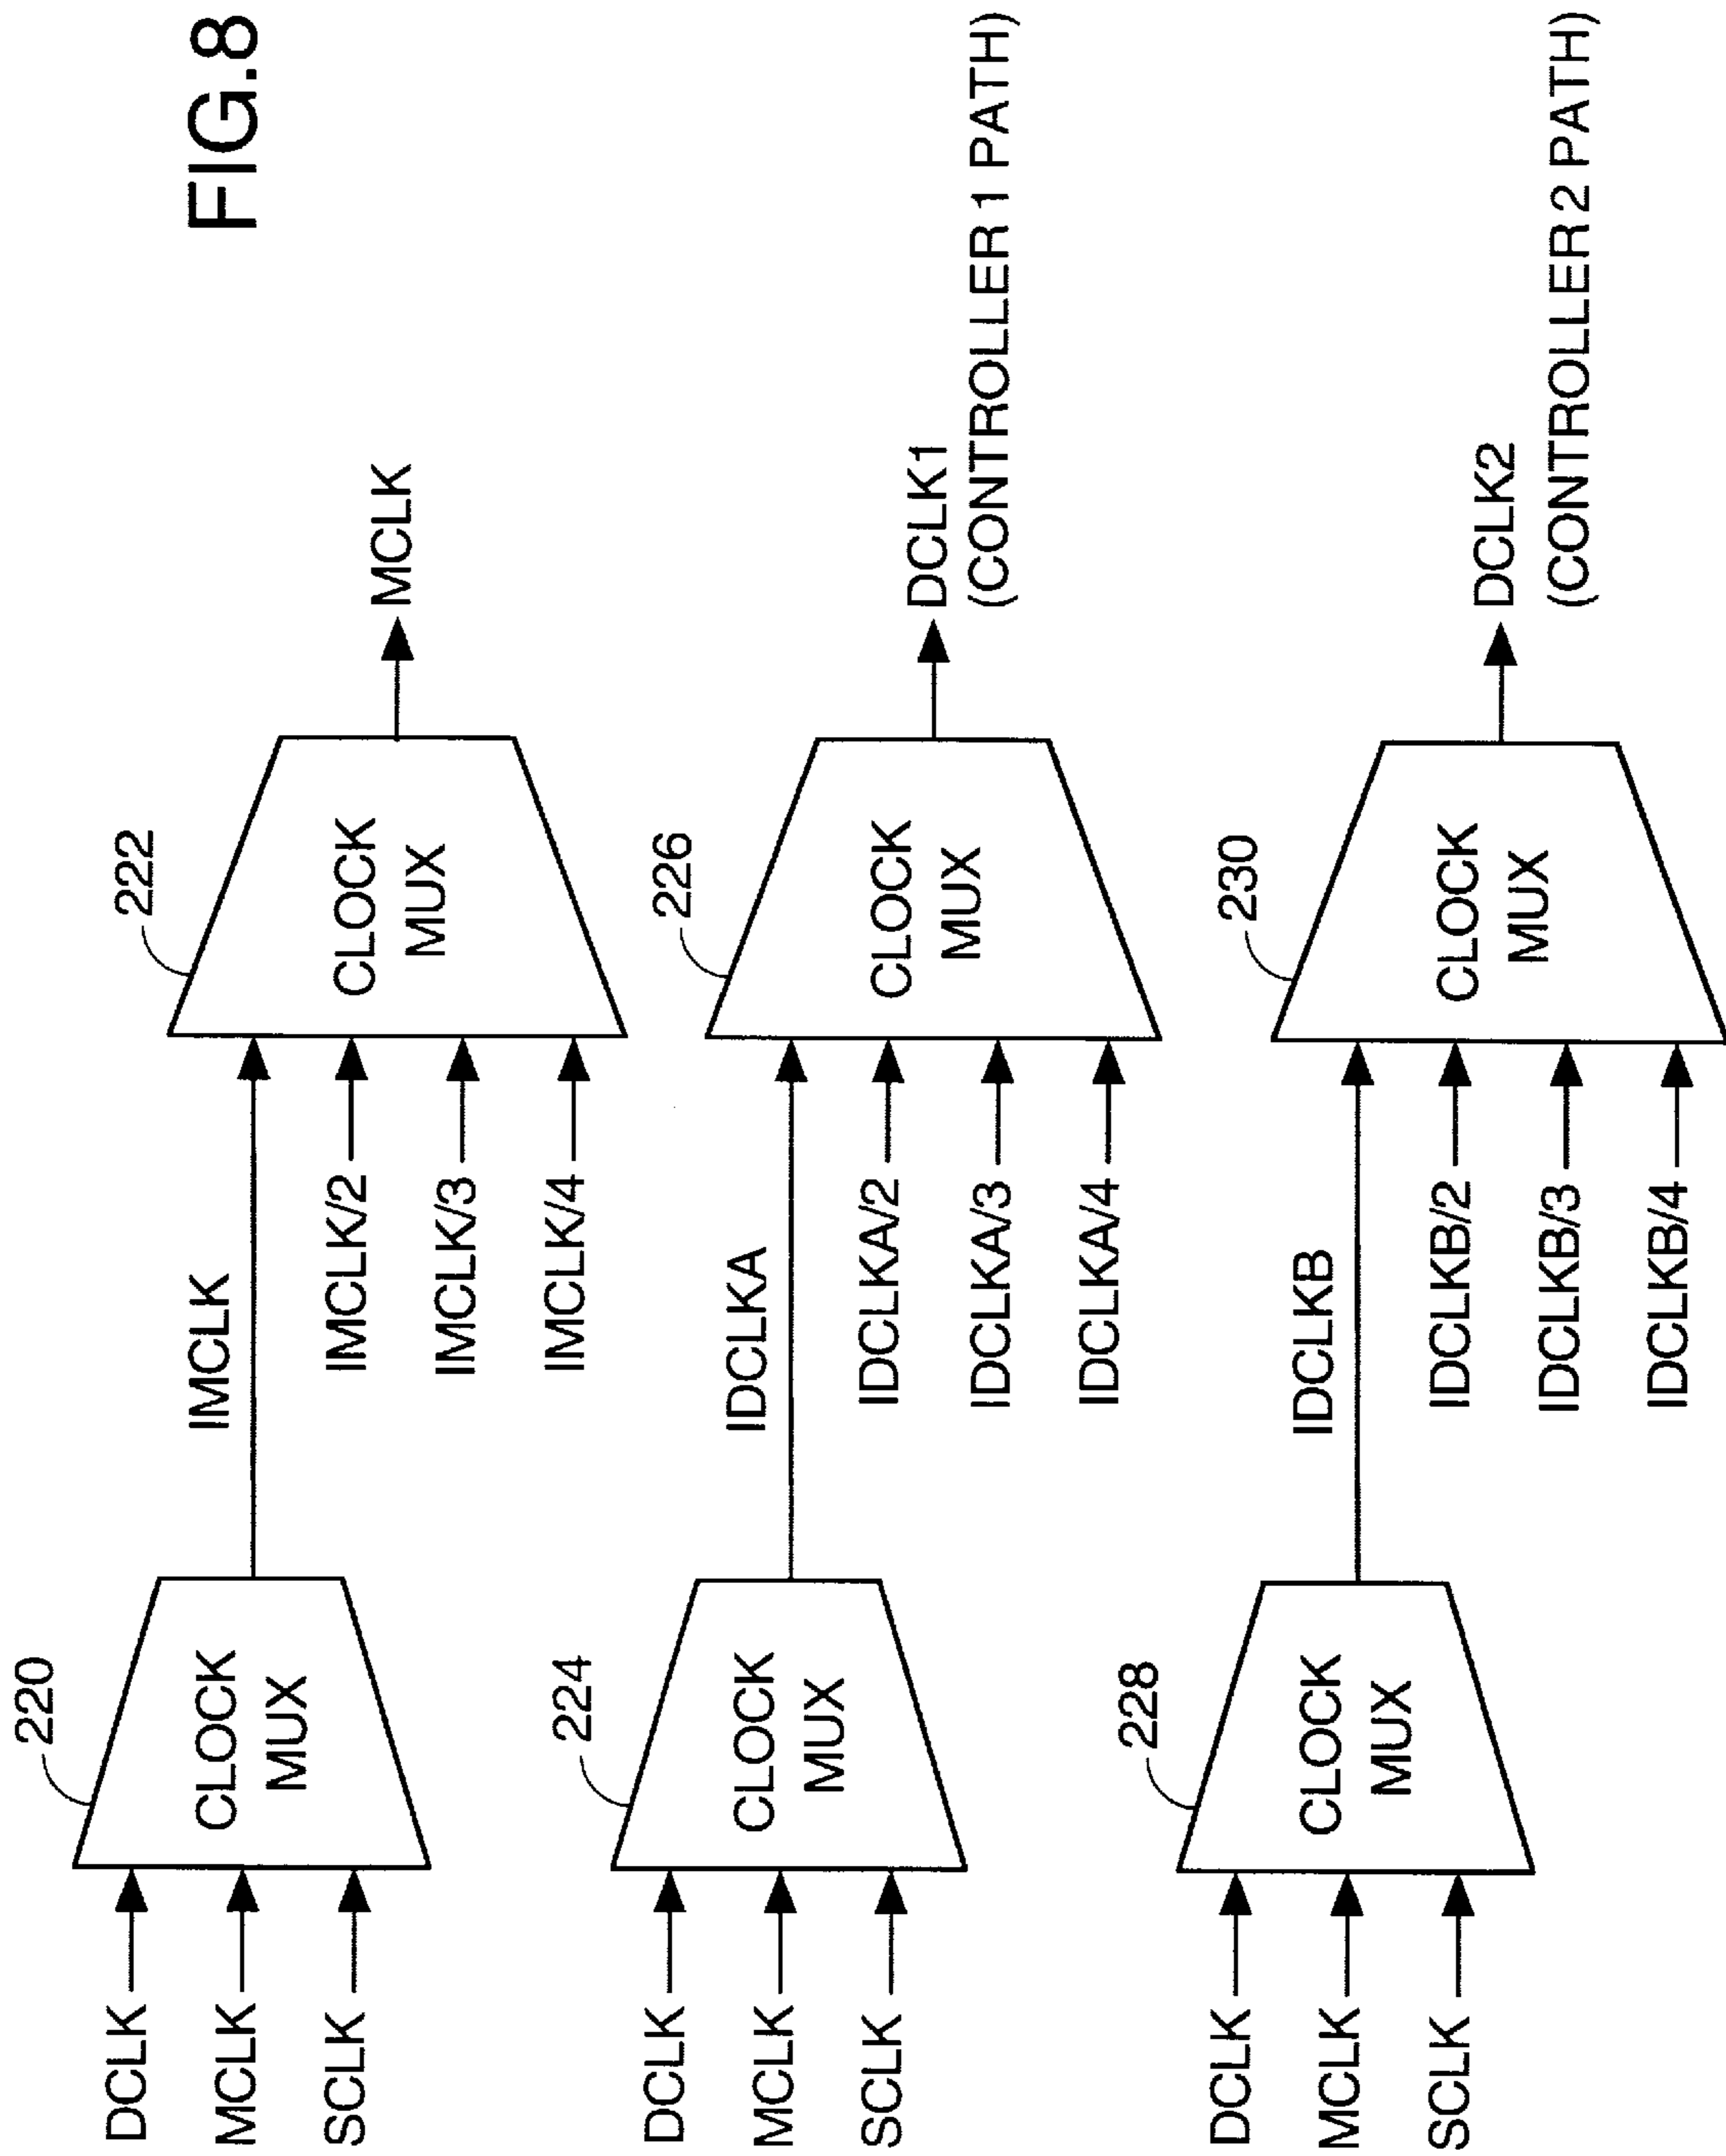 FIG.8
220
DCLK
MCLK
SCLK
CLOCK
MUX
IMCLK
IMCLK/2
IMCLK/3
IMCLK/4
222
CLOCK
MUX
MCLK
224
DCLK
MCLK
SCLK
CLOCK
MUX
IDCLKA
IDCLKA/2
IDCLKA/3
IDCLKA/4
226
CLOCK
MUX
DCLK1
(CONTROLLER 1 PATH)
228
DCLK
MCLK
SCLK
CLOCK
MUX
IDCLKB
IDCLKB/2
IDCLKB/3
IDCLKB/4
230
CLOCK
MUX
DCLK2
(CONTROLLER 2 PATH)